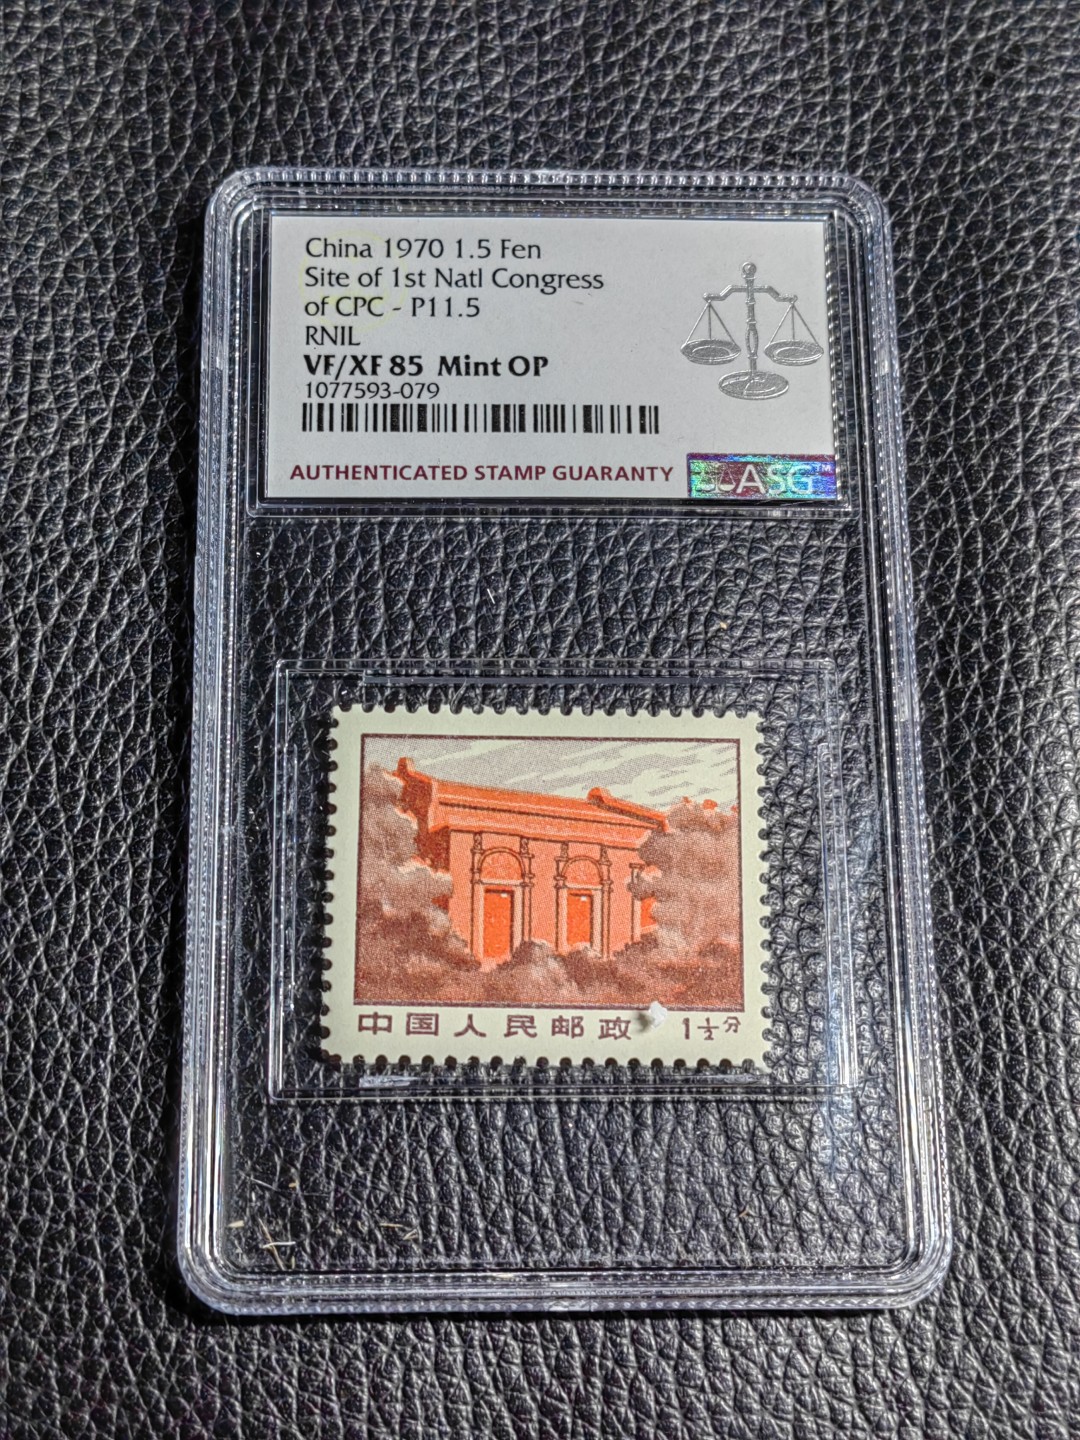 China 1970 1.5 Fen
Site of 1st Natl Congress
of CPC - P11.5
RNIL
VF/XF 85 Mint OP
1077593-079
AUTHENTICATED STAMP GUARANTY
ASG™
中国人民邮政 1½分